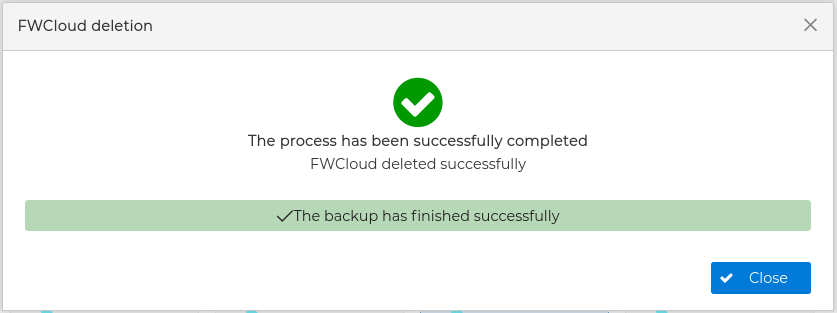 FWCloud deletion
The process has been successfully completed
FWCloud deleted successfully
The backup has finished successfully
Close